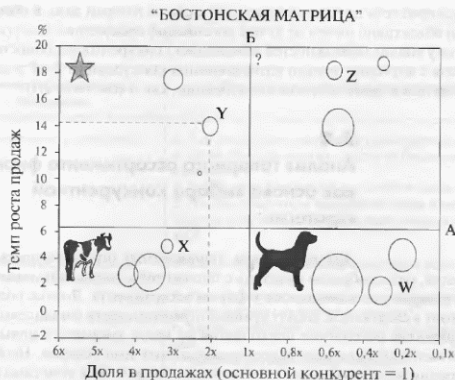 “БОСТОНСКАЯ МАТРИЦА”
Б
%
20
18
16
14
12
10
8
6
4
2
−2
Темп роста продаж
?
Z
Y
X
W
А
6x 5x 4x 3x 2x 1x 0,8x 0,6x 0,4x 0,2x 0,1x
Доля в продажах (основной конкурент = 1)